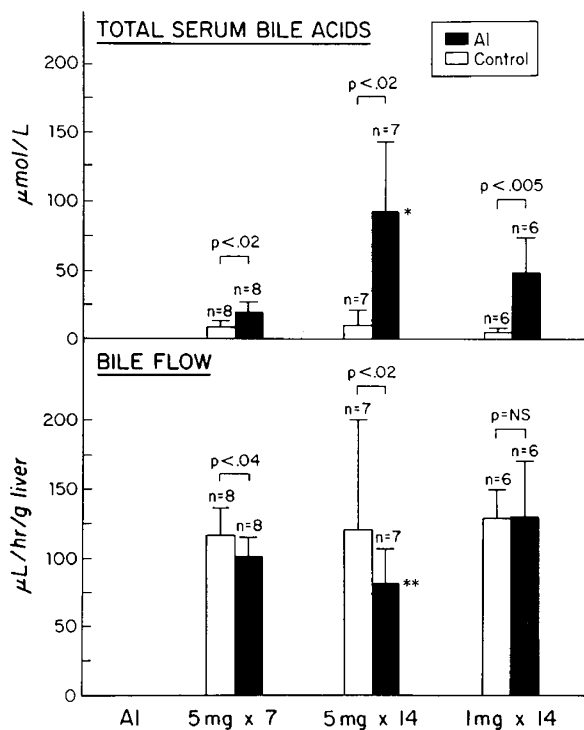 TOTAL SERUM BILE ACIDS
Al
Control
200
150
100
50
0
μmol/L
p<.02
n=8
n=8
p<.02
n=7
n=7
*
p<.005
n=6
n=6
BILE FLOW
200
150
100
50
0
μL/hr/g liver
p<.04
n=8
n=8
p<.02
n=7
n=7
**
p=NS
n=6
n=6
Al 5mg x 7 5mg x 14 1mg x 14